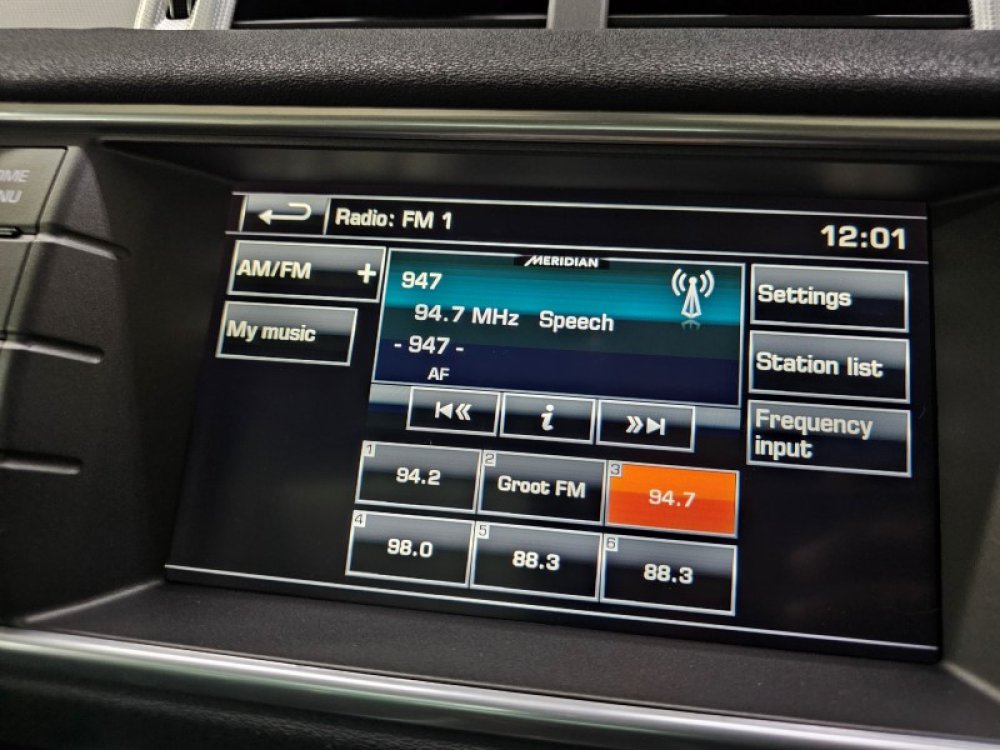 Radio: FM 1
12:01
AM/FM +
My music
MERIDIAN
947
94.7 MHz Speech
- 947 -
AF
i
Settings
Station list
Frequency
input
1 94.2
2 Groot FM
3 94.7
4 98.0
5 88.3
6 88.3